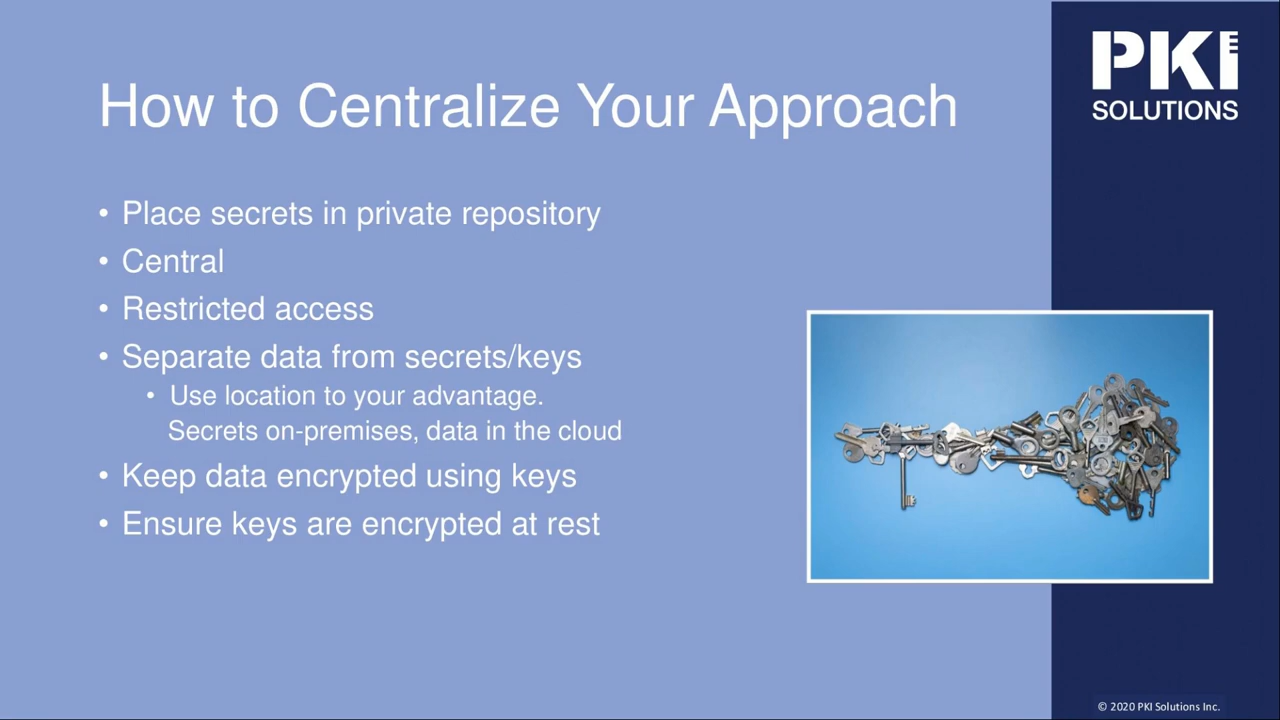 PKI
SOLUTIONS
How to Centralize Your Approach
• Place secrets in private repository
• Central
• Restricted access
• Separate data from secrets/keys
• Use location to your advantage.
Secrets on-premises, data in the cloud
• Keep data encrypted using keys
• Ensure keys are encrypted at rest
© 2020 PKI Solutions Inc.